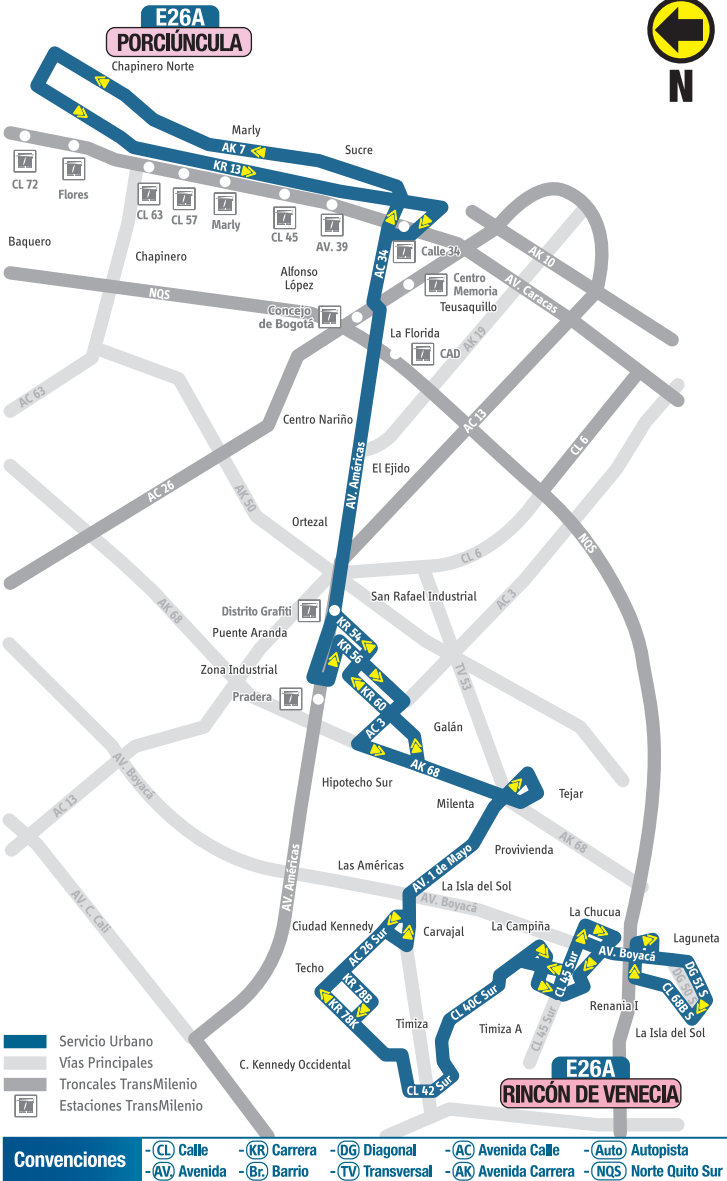 E26A
PORCIÚNCULA
N
Chapinero Norte
Marly
AK 7
Sucre
KR 13
CL 72
Flores
CL 63
CL 57
Marly
CL 45
AV. 39
Calle 34
Baquero
Chapinero
AC 34
AK 10
AV. Caracas
Alfonso
López
Centro
Memoria
Teusaquillo
NQS
Concejo
de Bogotá
La Florida
CAD
AK 19
AC 63
Centro Nariño
AC 13
CL 6
El Ejido
AV. Américas
AC 26
AK 50
Ortezal
NQS
CL 6
AC 3
San Rafael Industrial
AK 68
Distrito Grafiti
Puente Aranda
KR 54
KR 56
Zona Industrial
TV 53
Pradera
KR 60
AC 3
Galán
AK 68
Hipotecho Sur
AV. Boyacá
AC 13
Milenta
Tejar
AK 68
Provivienda
AV. 1 de Mayo
AV. Américas
Las Américas
La Isla del Sol
AV. Boyacá
AV. C. Cali
Ciudad Kennedy
Carvajal
La Campiña
La Chucua
Laguneta
AC 26 Sur
AV. Boyacá
Techo
KR 78B
KR 78K
CL 45 Sur
DG 51 S
DG 50 S
CL 68B S
CL 40C Sur
Renania I
Timiza
Timiza A
CL 45 Sur
La Isla del Sol
C. Kennedy Occidental
CL 42 Sur
E26A
RINCÓN DE VENECIA
Servicio Urbano
Vías Principales
Troncales TransMilenio
Estaciones TransMilenio
Convenciones
-CL Calle -KR Carrera -DG Diagonal -AC Avenida Calle -Auto Autopista
-AV. Avenida -Br. Barrio -TV Transversal -AK Avenida Carrera -NQS Norte Quito Sur